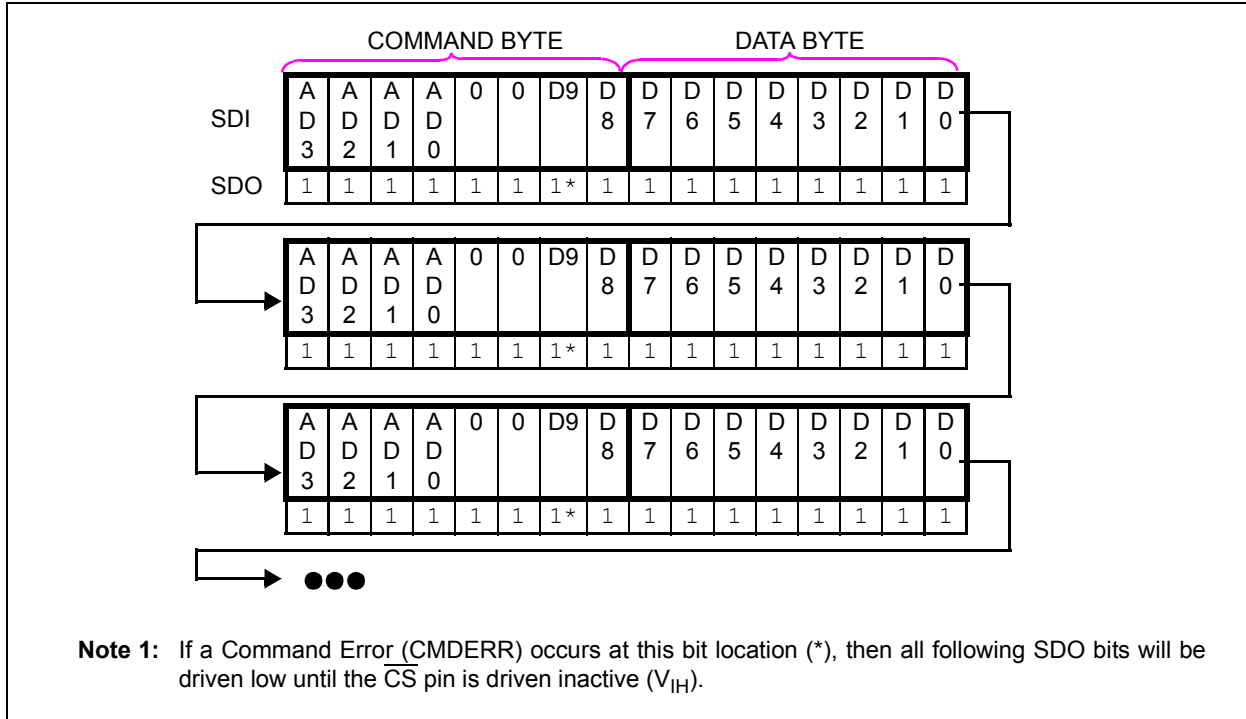 COMMAND BYTE DATA BYTE
SDI
A A A A 0 0 D9 D D D D D D D D D
D D D D 8 7 6 5 4 3 2 1 0
3 2 1 0
SDO 1 1 1 1 1 1 1* 1 1 1 1 1 1 1 1 1
A A A A 0 0 D9 D D D D D D D D D
D D D D 8 7 6 5 4 3 2 1 0
3 2 1 0
1 1 1 1 1 1 1* 1 1 1 1 1 1 1 1 1
A A A A 0 0 D9 D D D D D D D D D
D D D D 8 7 6 5 4 3 2 1 0
3 2 1 0
1 1 1 1 1 1 1* 1 1 1 1 1 1 1 1 1
Note 1: If a Command Error (CMDERR) occurs at this bit location (*), then all following SDO bits will be
driven low until the CS pin is driven inactive (VIH).